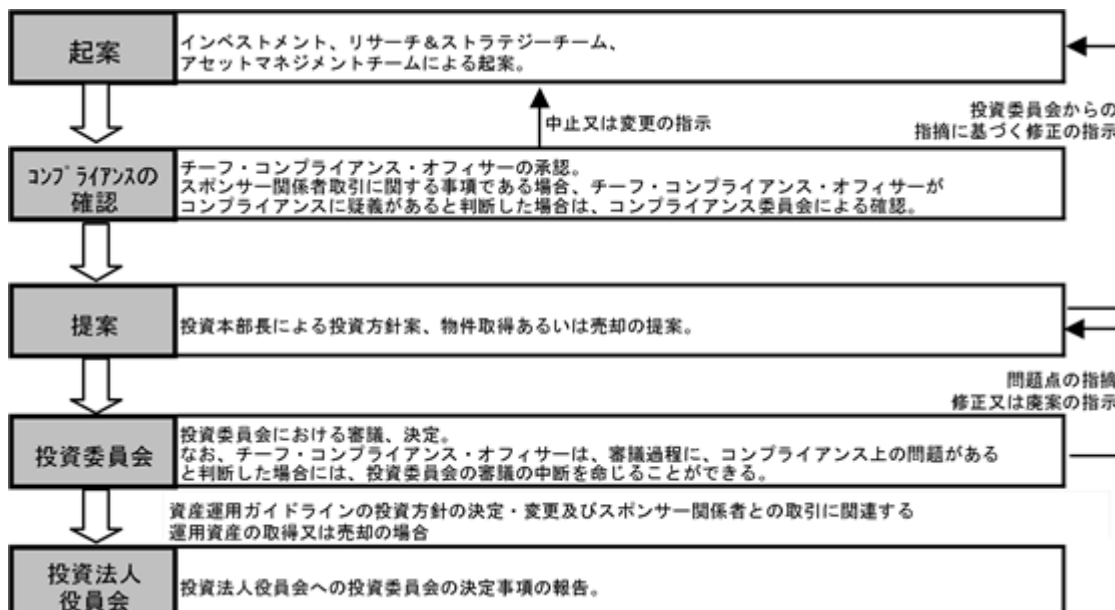 起案
インベストメント、リサーチ&ストラテジーチーム、
アセットマネジメントチームによる起案。
中止又は変更の指示
投資委員会からの
指摘に基づく修正の指示
ｺﾝﾌﾟﾗｲｱﾝｽの
確認
チーフ・コンプライアンス・オフィサーの承認。
スポンサー関係者取引に関する事項である場合、チーフ・コンプライアンス・オフィサーが
コンプライアンスに疑義があると判断した場合は、コンプライアンス委員会による確認。
提案
投資本部長による投資方針案、物件取得あるいは売却の提案。
問題点の指摘
修正又は廃案の指示
投資委員会
投資委員会における審議、決定。
なお、チーフ・コンプライアンス・オフィサーは、審議過程に、コンプライアンス上の問題がある
と判断した場合には、投資委員会の審議の中断を命じることができる。
資産運用ガイドラインの投資方針の決定・変更及びスポンサー関係者との取引に関連する
運用資産の取得又は売却の場合
投資法人
役員会
投資法人役員会への投資委員会の決定事項の報告。